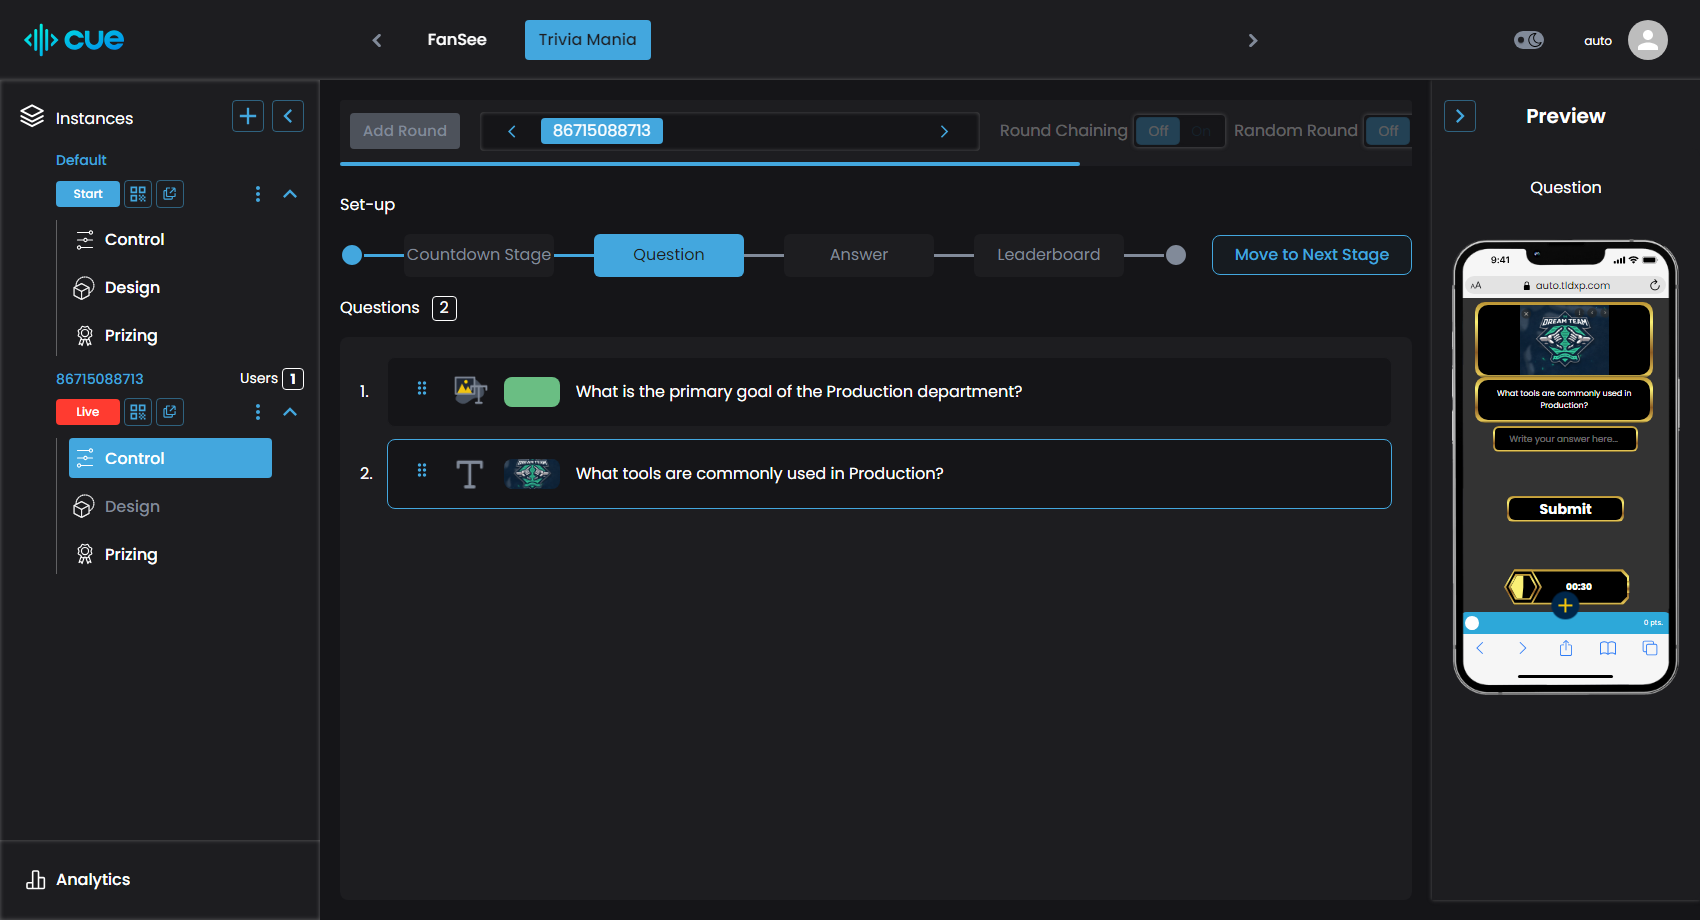 cue
FanSee
Trivia Mania
auto
Instances
Default
Start
Control
Design
Prizing
86715088713
Users 1
Live
Control
Design
Prizing
Analytics
Add Round
86715088713
Round Chaining
Off
On
Random Round
Off
Set-up
Countdown Stage
Question
Answer
Leaderboard
Move to Next Stage
Questions 2
1.
What is the primary goal of the Production department?
2.
T
DREAM TEAM
What tools are commonly used in Production?
Preview
Question
9:41
AA
auto.tldxp.com
DREAM TEAM
What tools are commonly used in
Production?
Write your answer here...
Submit
00:30
0 pts.